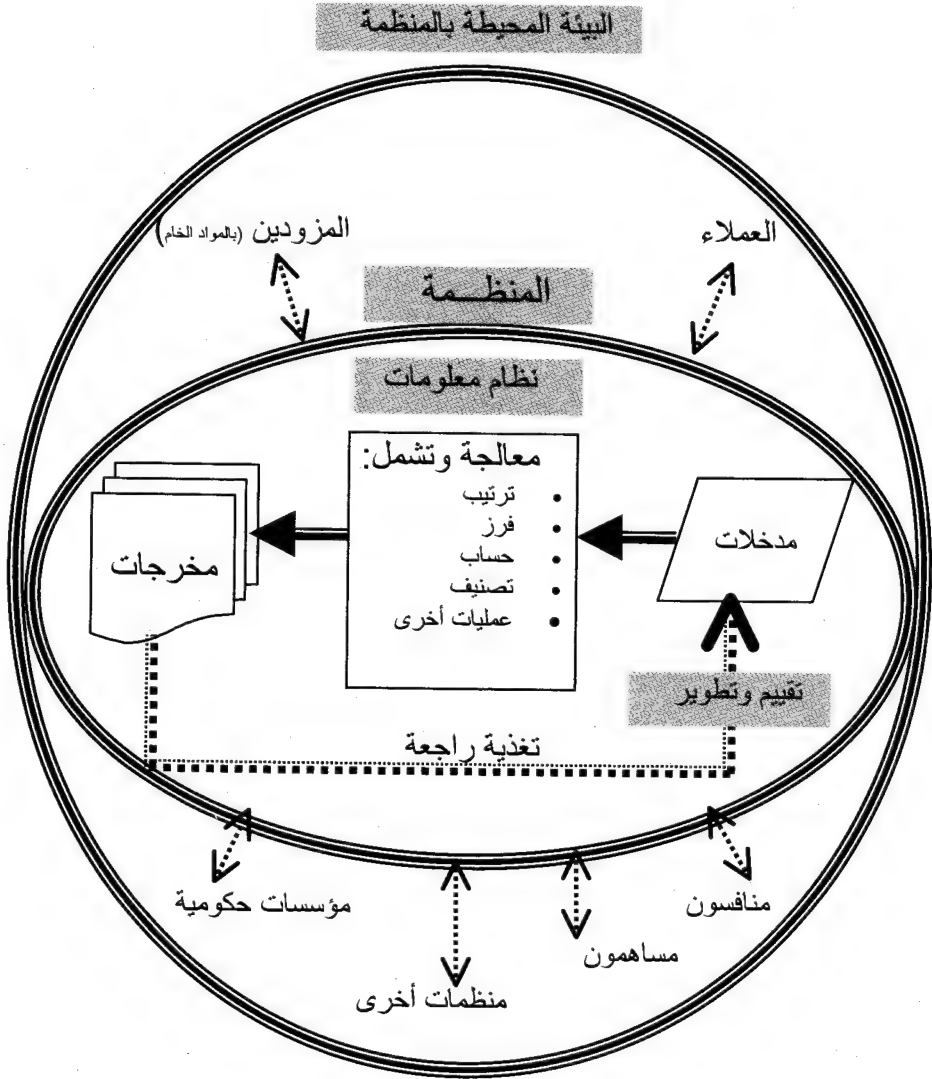 البيئة المحيطة بالمنظمة
العملاء
المزودين (بالمواد الخام)
المنظـــمة
نظام معلومات
مدخلات
معالجة وتشمل:
• ترتيب
• فرز
• حساب
• تصنيف
• عمليات أخرى
مخرجات
تقييم وتطوير
تغذية راجعة
منافسون
مساهمون
منظمات أخرى
مؤسسات حكومية